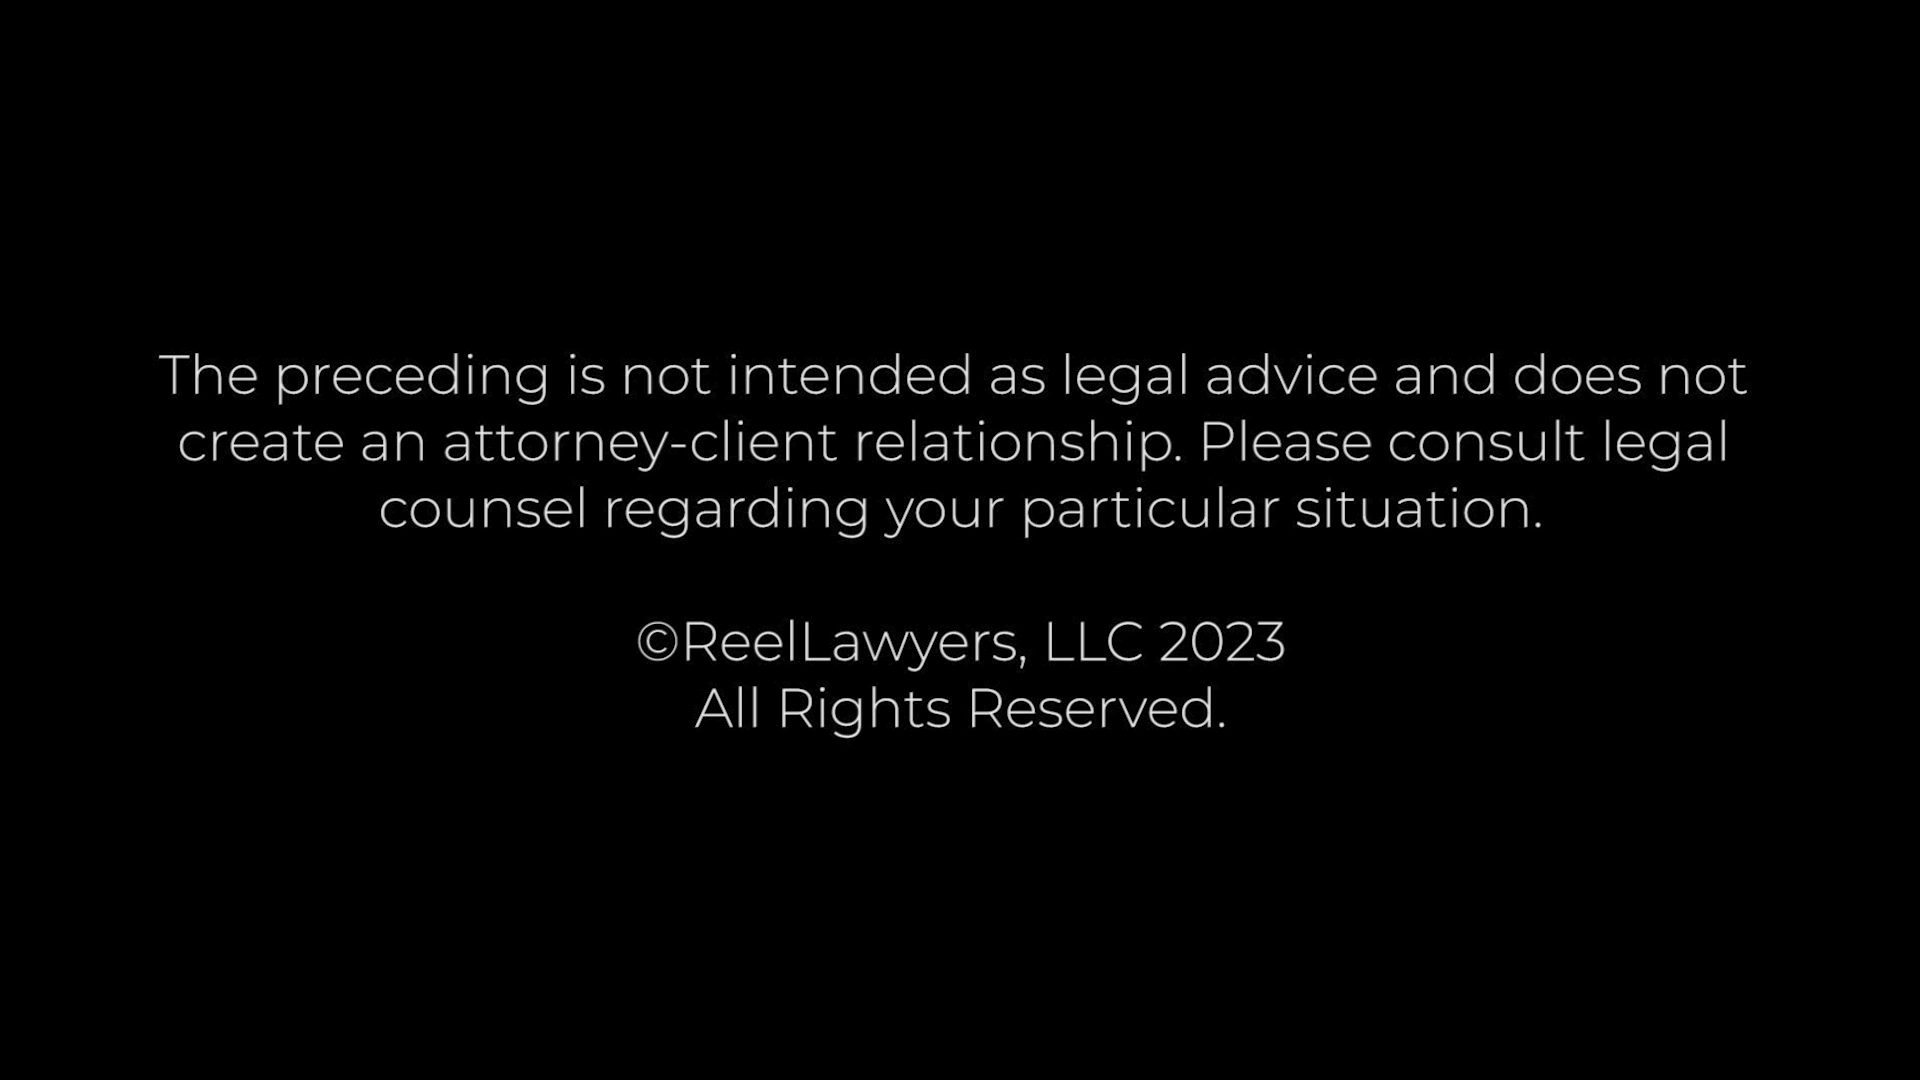 The preceding is not intended as legal advice and does not
create an attorney-client relationship. Please consult legal
counsel regarding your particular situation.
©ReelLawyers, LLC 2023
All Rights Reserved.